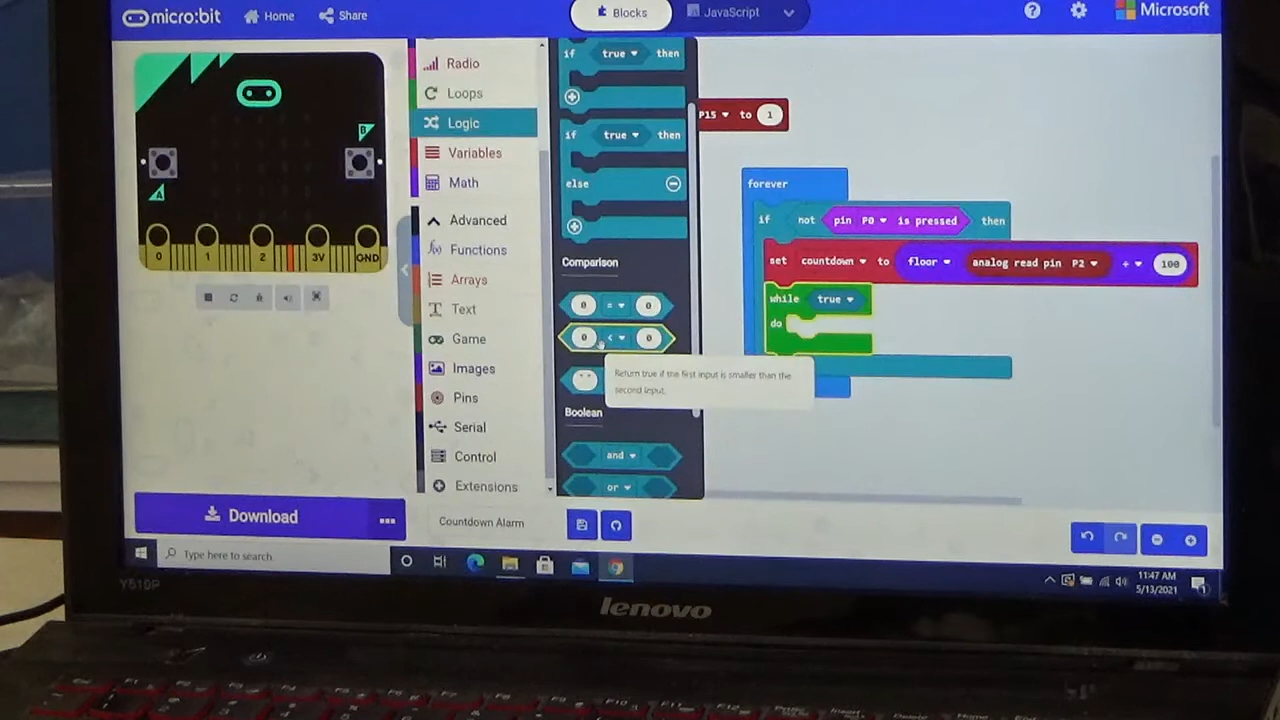 micro:bit
Home
Share
Blocks
JavaScript
Microsoft
B
A
0 1 2 3V GND
Download
Radio
Loops
Logic
Variables
Math
Advanced
Functions
Arrays
Text
Game
Images
Pins
Serial
Control
Extensions
if true then
if true then
else
Comparison
0 = 0
0 < 0
Return true if the first input is smaller than the
second input.
" "
Boolean
and
or
P15 to 1
forever
if not pin P0 is pressed then
set countdown to floor analog read pin P2 ÷ 100
while true
do
Countdown Alarm
Type here to search
11:47 AM
5/13/2021
Y510P
lenovo